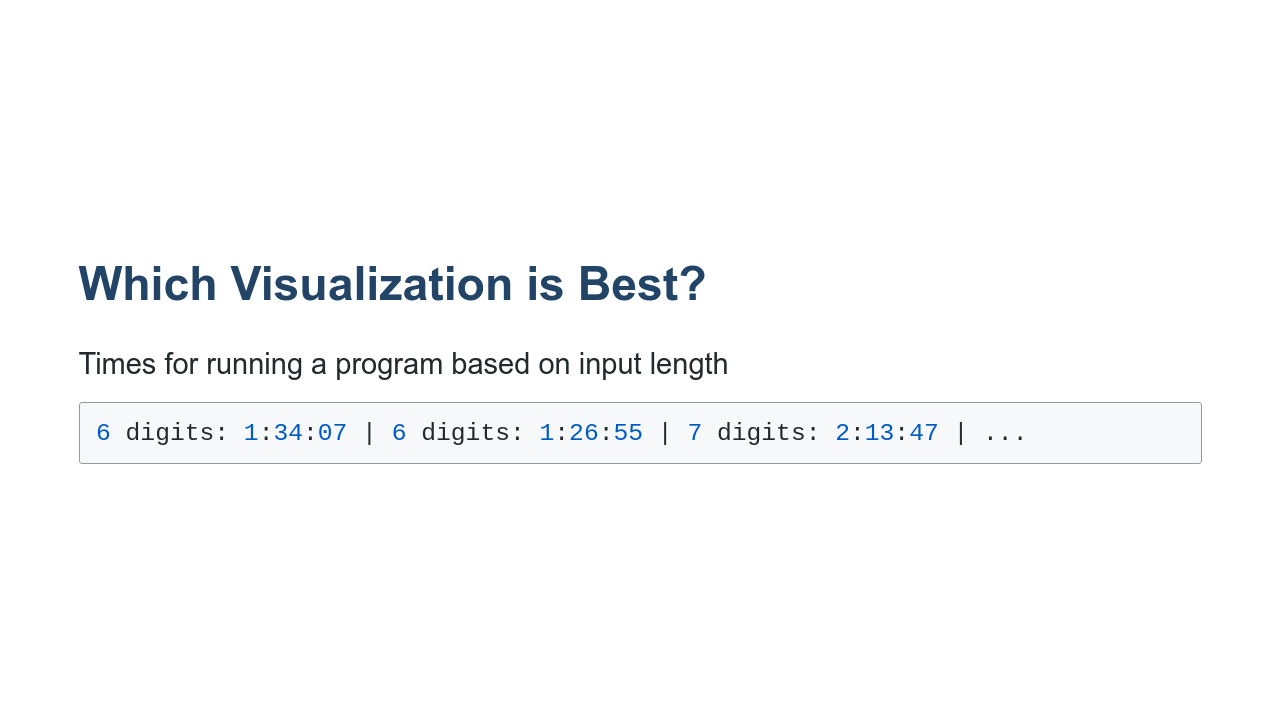 Which Visualization is Best?
Times for running a program based on input length
6 digits: 1:34:07 | 6 digits: 1:26:55 | 7 digits: 2:13:47 | ...